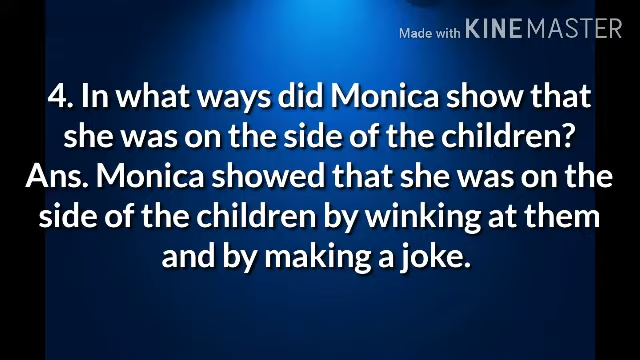 Made with KINEMASTER
4. In what ways did Monica show that
she was on the side of the children?
Ans. Monica showed that she was on the
side of the children by winking at them
and by making a joke.